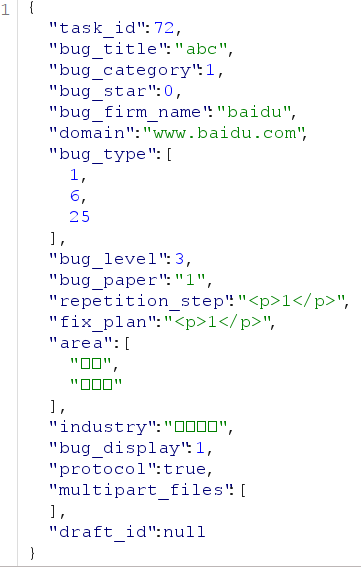 1 {
"task_id":72,
"bug_title":"abc",
"bug_category":1,
"bug_star":0,
"bug_firm_name":"baidu",
"domain":"www.baidu.com",
"bug_type":[
1,
6,
25
],
"bug_level":3,
"bug_paper":"1",
"repetition_step":"<p>1</p>",
"fix_plan":"<p>1</p>",
"area":[
"□□",
"□□□"
],
"industry":"□□□□",
"bug_display":1,
"protocol":true,
"multipart_files":[
],
"draft_id":null
}